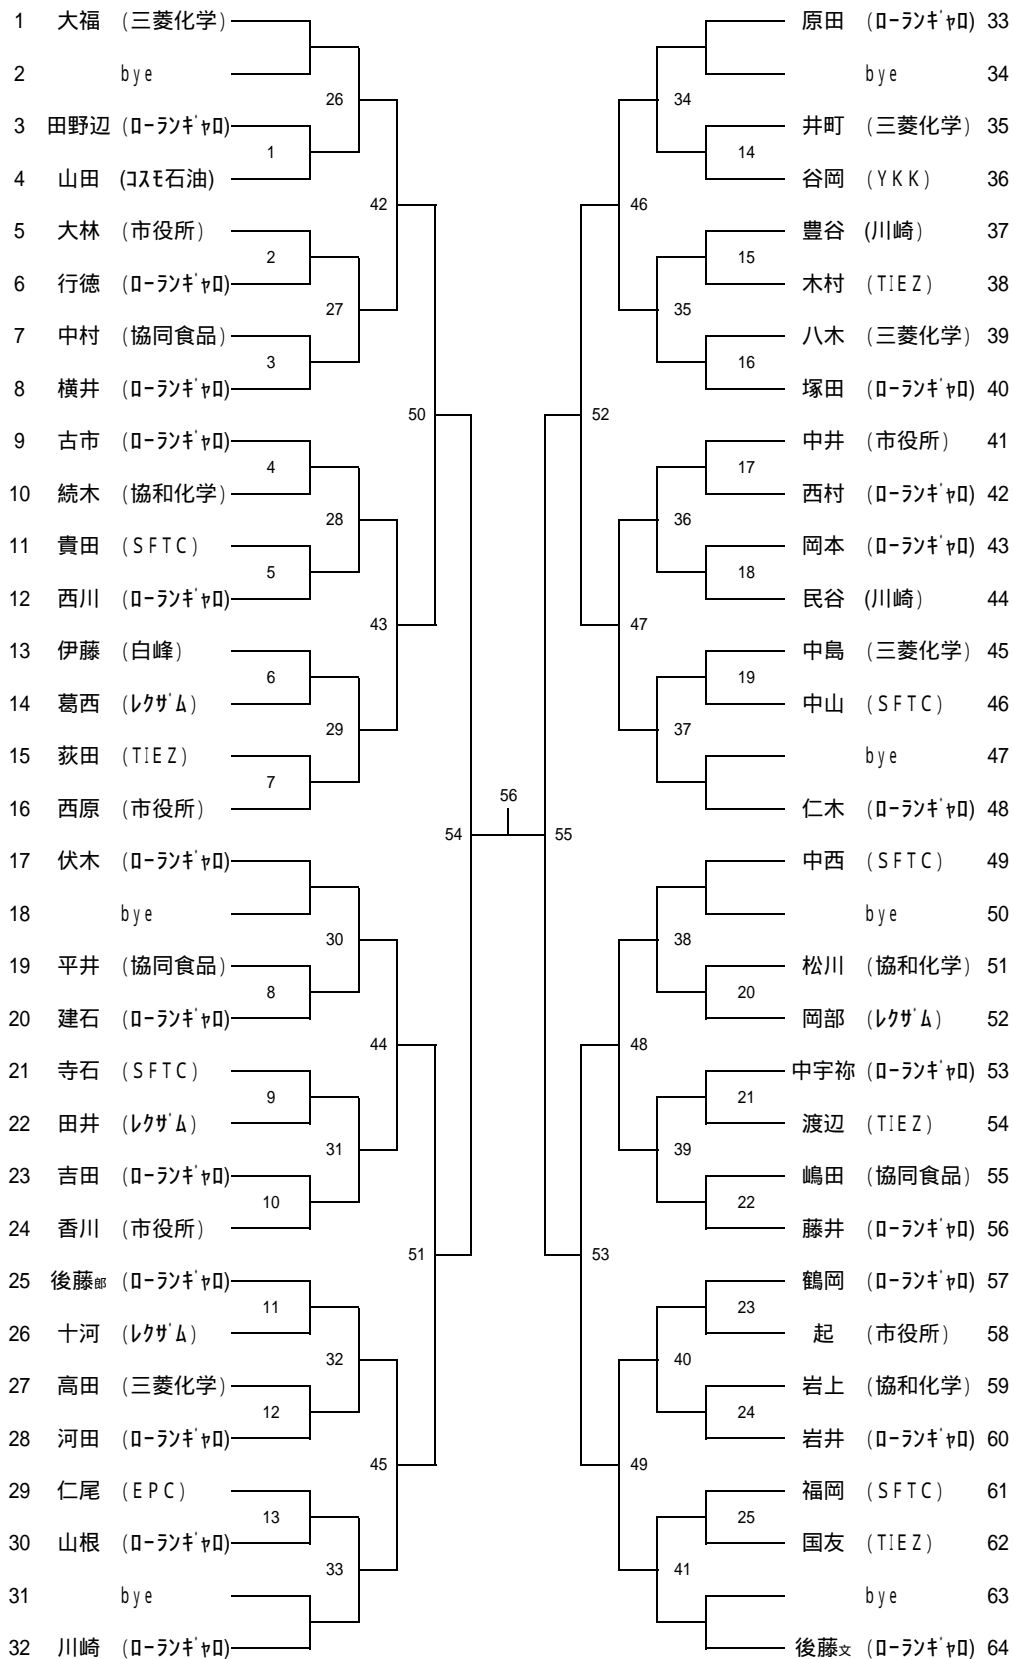 1 大福 (三菱化学)
2 bye
3 田野辺 (ﾛｰﾗﾝｷﾞｬﾛ)
4 山田 (ｺｽﾓ石油)
5 大林 (市役所)
6 行徳 (ﾛｰﾗﾝｷﾞｬﾛ)
7 中村 (協同食品)
8 横井 (ﾛｰﾗﾝｷﾞｬﾛ)
9 古市 (ﾛｰﾗﾝｷﾞｬﾛ)
10 続木 (協和化学)
11 貴田 (SFTC)
12 西川 (ﾛｰﾗﾝｷﾞｬﾛ)
13 伊藤 (白峰)
14 葛西 (ﾚｸｻﾞﾑ)
15 荻田 (TIEZ)
16 西原 (市役所)
17 伏木 (ﾛｰﾗﾝｷﾞｬﾛ)
18 bye
19 平井 (協同食品)
20 建石 (ﾛｰﾗﾝｷﾞｬﾛ)
21 寺石 (SFTC)
22 田井 (ﾚｸｻﾞﾑ)
23 吉田 (ﾛｰﾗﾝｷﾞｬﾛ)
24 香川 (市役所)
25 後藤郎 (ﾛｰﾗﾝｷﾞｬﾛ)
26 十河 (ﾚｸｻﾞﾑ)
27 高田 (三菱化学)
28 河田 (ﾛｰﾗﾝｷﾞｬﾛ)
29 仁尾 (EPC)
30 山根 (ﾛｰﾗﾝｷﾞｬﾛ)
31 bye
32 川崎 (ﾛｰﾗﾝｷﾞｬﾛ)
1
2
3
4
5
6
7
8
9
10
11
12
13
26
27
28
29
30
31
32
33
42
43
44
45
50
51
54
56
55
52
53
46
47
48
49
34
35
36
37
38
39
40
41
14
15
16
17
18
19
20
21
22
23
24
25
原田 (ﾛｰﾗﾝｷﾞｬﾛ) 33
bye 34
井町 (三菱化学) 35
谷岡 (YKK) 36
豊谷 (川崎) 37
木村 (TIEZ) 38
八木 (三菱化学) 39
塚田 (ﾛｰﾗﾝｷﾞｬﾛ) 40
中井 (市役所) 41
西村 (ﾛｰﾗﾝｷﾞｬﾛ) 42
岡本 (ﾛｰﾗﾝｷﾞｬﾛ) 43
民谷 (川崎) 44
中島 (三菱化学) 45
中山 (SFTC) 46
bye 47
仁木 (ﾛｰﾗﾝｷﾞｬﾛ) 48
中西 (SFTC) 49
bye 50
松川 (協和化学) 51
岡部 (ﾚｸｻﾞﾑ) 52
中宇祢 (ﾛｰﾗﾝｷﾞｬﾛ) 53
渡辺 (TIEZ) 54
嶋田 (協同食品) 55
藤井 (ﾛｰﾗﾝｷﾞｬﾛ) 56
鶴岡 (ﾛｰﾗﾝｷﾞｬﾛ) 57
起 (市役所) 58
岩上 (協和化学) 59
岩井 (ﾛｰﾗﾝｷﾞｬﾛ) 60
福岡 (SFTC) 61
国友 (TIEZ) 62
bye 63
後藤文 (ﾛｰﾗﾝｷﾞｬﾛ) 64